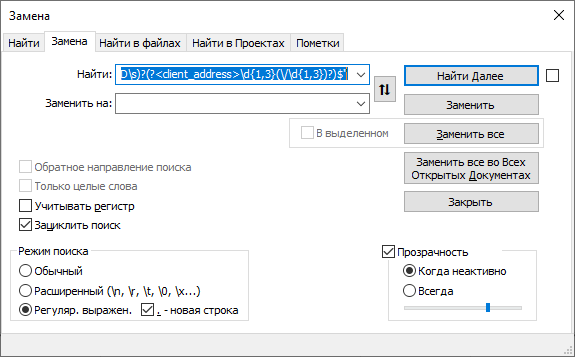 Замена
Найти Замена Найти в файлах Найти в Проектах Пометки
Найти: D\s)?(?<client_address>\d{1,3}(\/\d{1,3})?)$'
Найти Далее
Заменить на:
Заменить
В выделенном
Заменить все
Заменить все во Всех
Открытых Документах
Закрыть
Обратное направление поиска
Только целые слова
Учитывать регистр
Зациклить поиск
Режим поиска
Обычный
Расширенный (\n, \r, \t, \0, \x...)
Регуляр. выражен.
. - новая строка
Прозрачность
Когда неактивно
Всегда